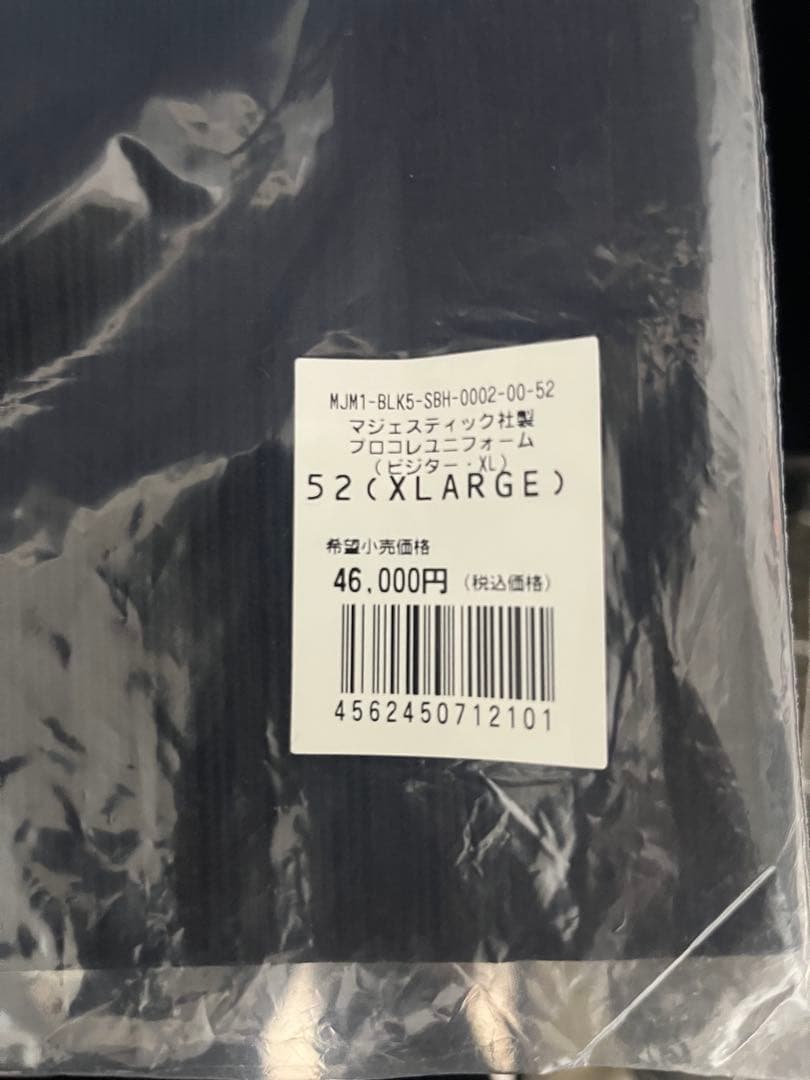 MJM1-BLK5-SBH-0002-00-52
マジェスティック社製
プロコレユニフォーム
(ビジター・XL)
52(XLARGE)
希望小売価格
46,000円 (税込価格)
4562450712101